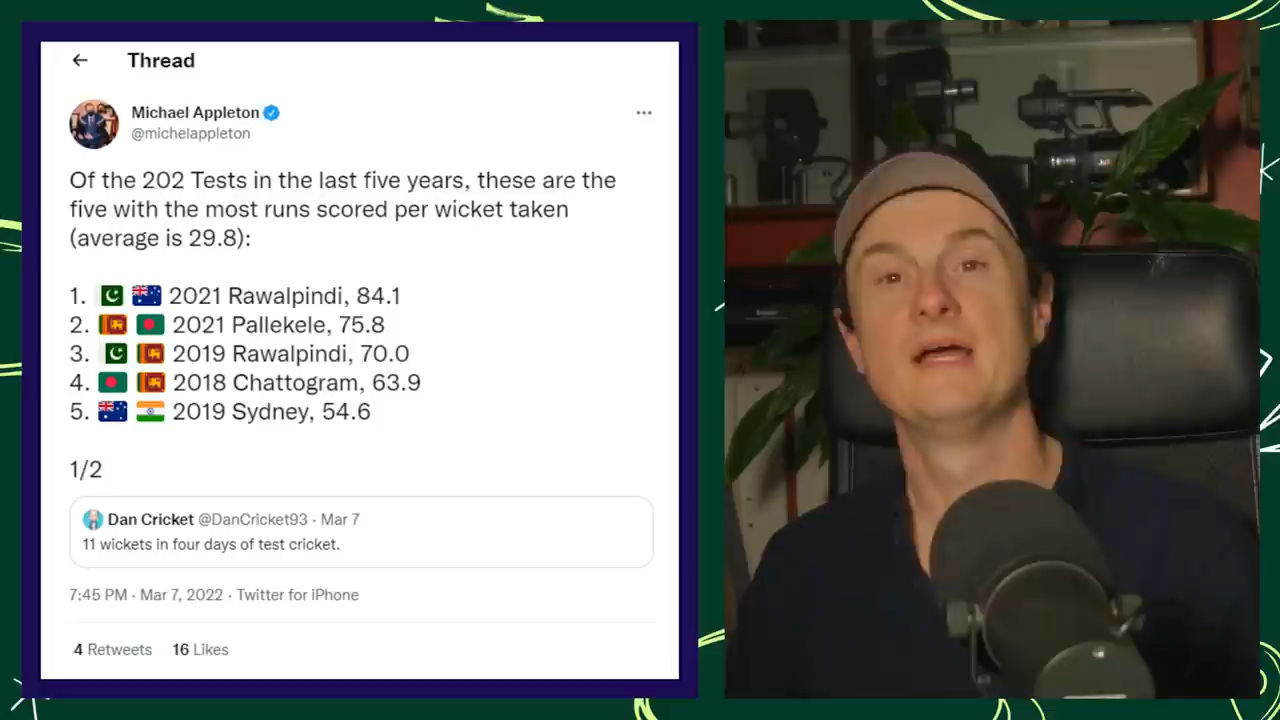 Thread
Michael Appleton
@michelappleton
Of the 202 Tests in the last five years, these are the
five with the most runs scored per wicket taken
(average is 29.8):
1. 🇵🇰 🇦🇺 2021 Rawalpindi, 84.1
2. 🇱🇰 🇧🇩 2021 Pallekele, 75.8
3. 🇵🇰 🇱🇰 2019 Rawalpindi, 70.0
4. 🇧🇩 🇱🇰 2018 Chattogram, 63.9
5. 🇦🇺 🇮🇳 2019 Sydney, 54.6
1/2
Dan Cricket @DanCricket93 · Mar 7
11 wickets in four days of test cricket.
7:45 PM · Mar 7, 2022 · Twitter for iPhone
4 Retweets 16 Likes